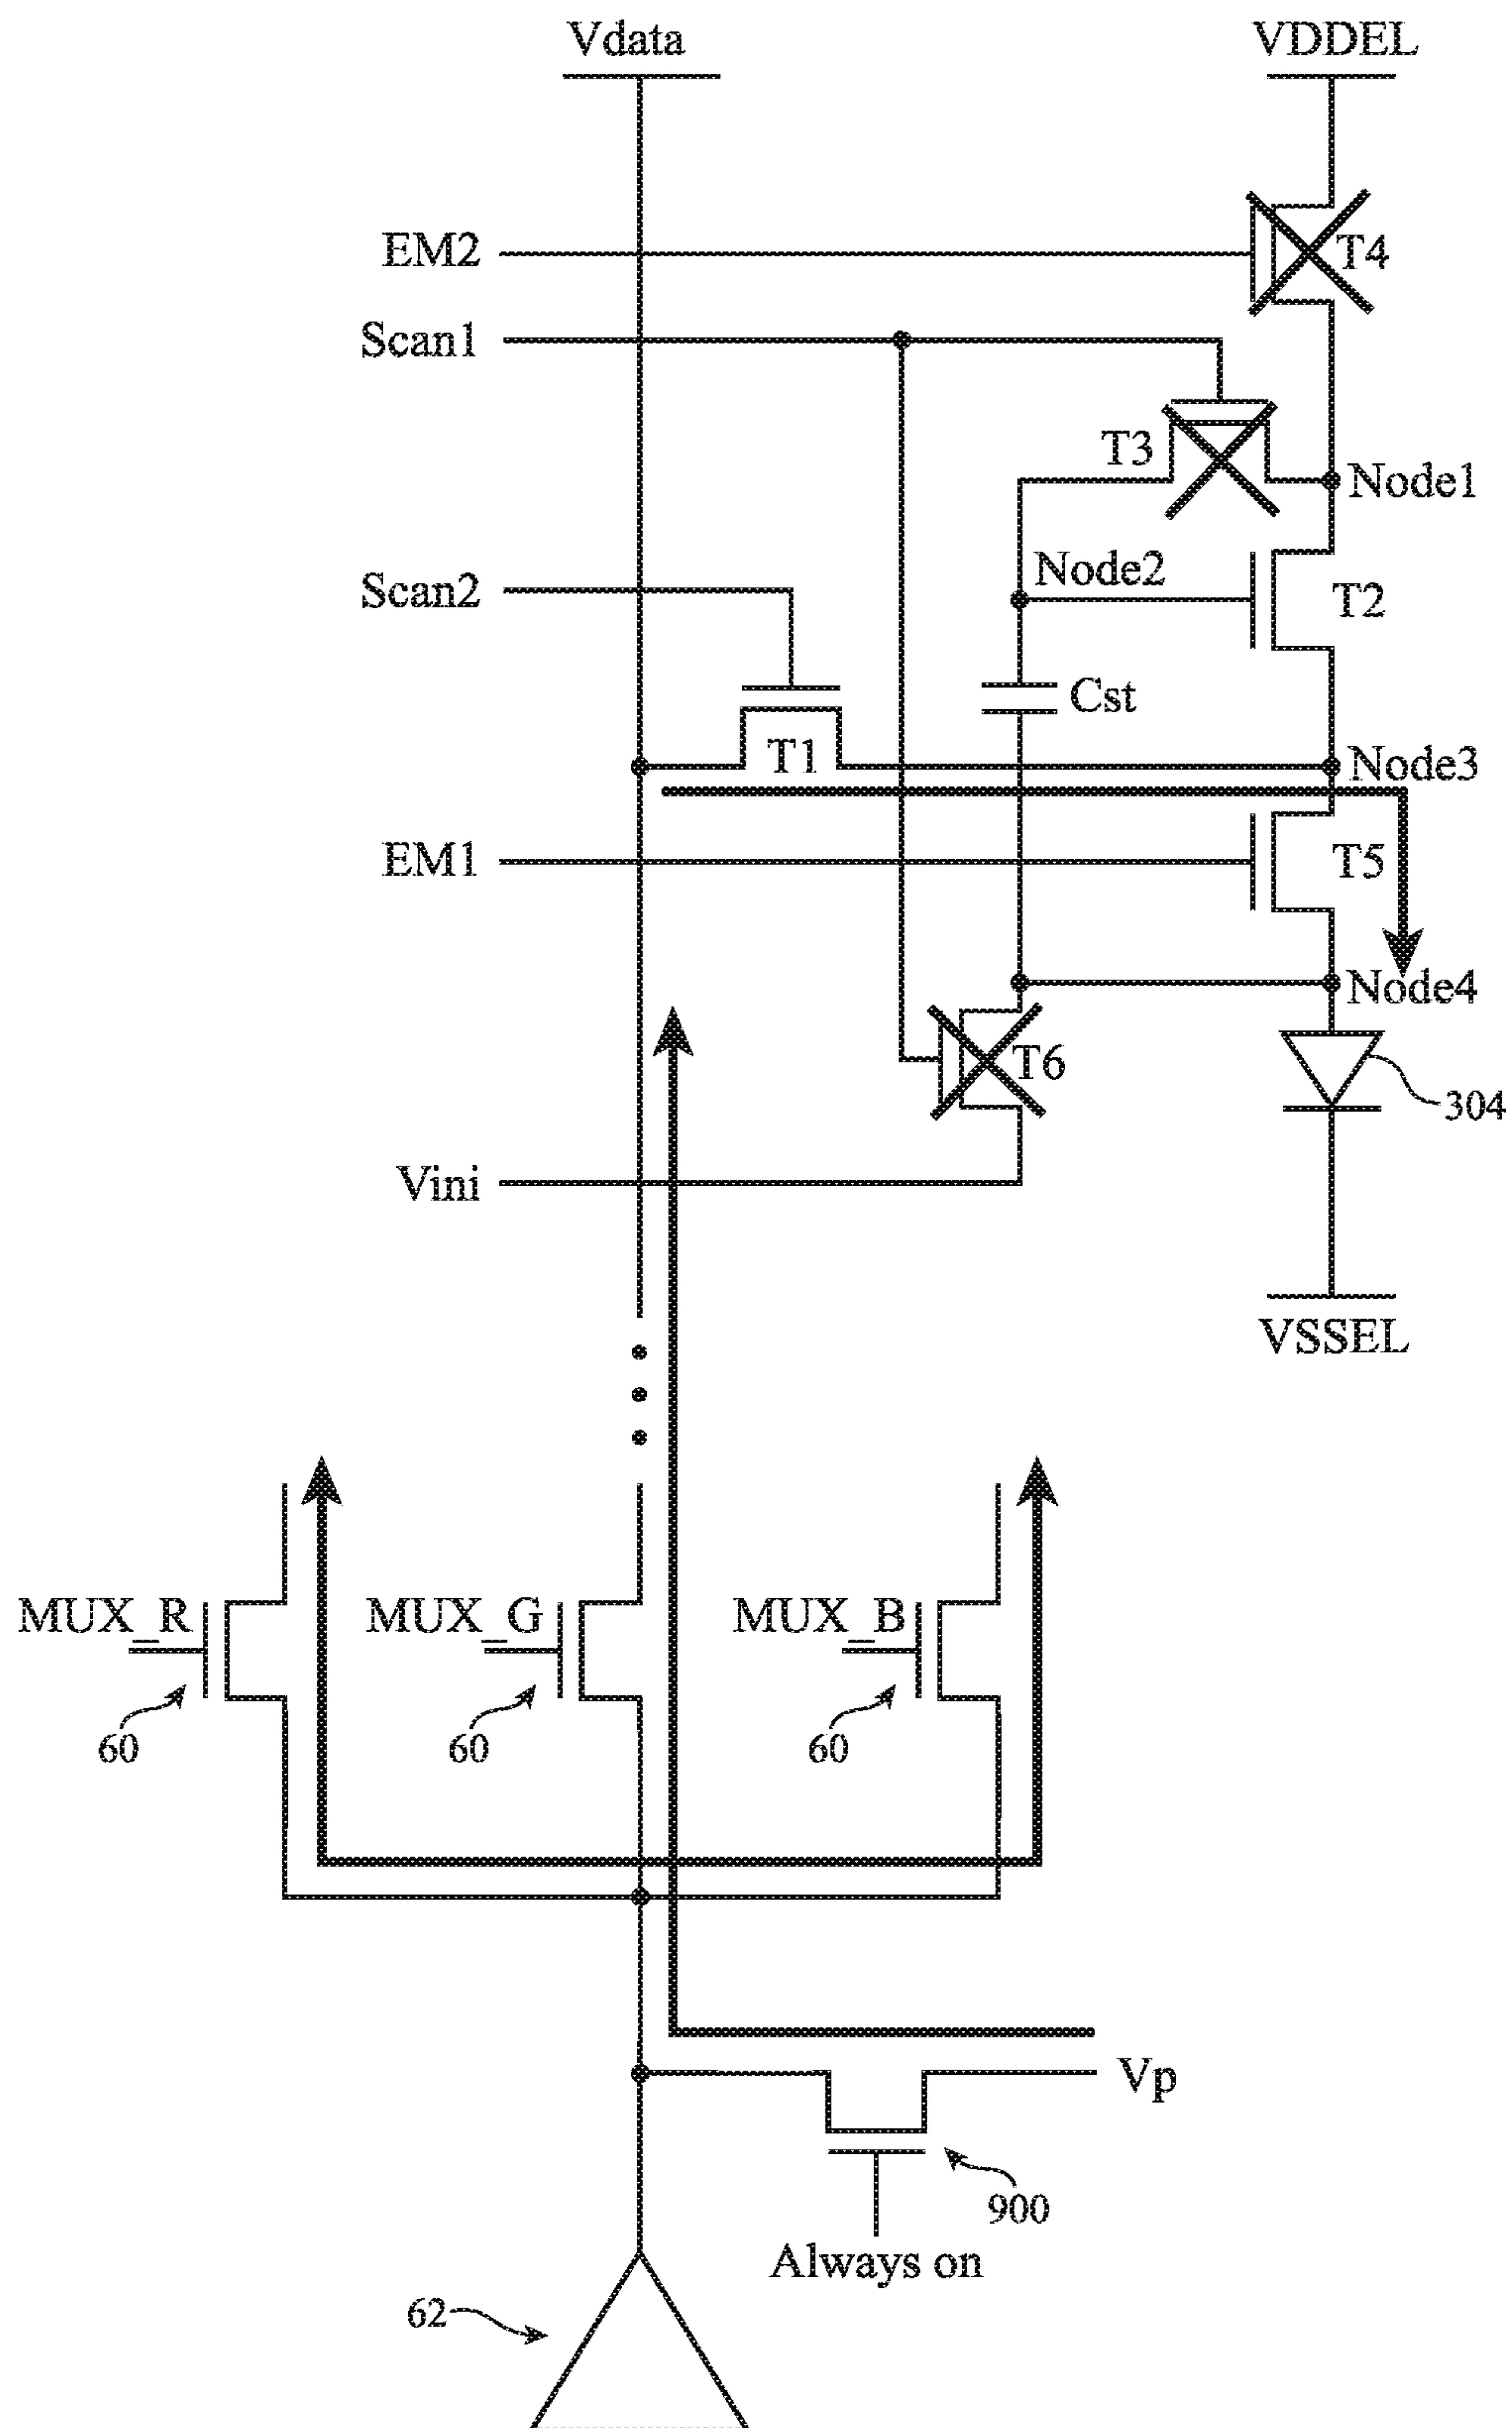 Vdata
VDDEL
EM2
T4
Scan1
T3
Node1
Scan2
Node2
T2
Cst
T1
Node3
EM1
T5
Node4
T6
304
Vini
VSSEL
MUX_R
MUX_G
MUX_B
60
60
60
Vp
900
Always on
62